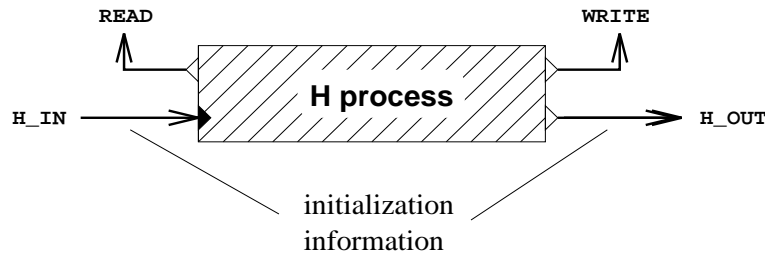 READ
WRITE
H process
H_IN
H_OUT
initialization
information